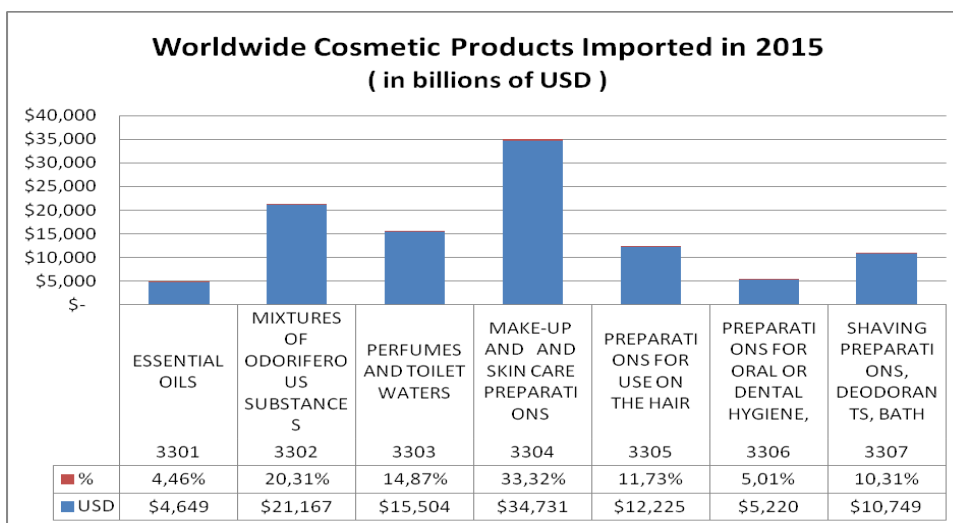 Worldwide Cosmetic Products Imported in 2015
( in billions of USD )
$40,000
$35,000
$30,000
$25,000
$20,000
$15,000
$10,000
$5,000
$-
ESSENTIAL
OILS
MIXTURES
OF
ODORIFERO
US
SUBSTANCE
S
PERFUMES
AND TOILET
WATERS
MAKE-UP
AND AND
SKIN CARE
PREPARATI
ONS
PREPARATI
ONS FOR
USE ON
THE HAIR
PREPARATI
ONS FOR
ORAL OR
DENTAL
HYGIENE,
SHAVING
PREPARATI
ONS,
DEODORAN
TS, BATH
3301 3302 3303 3304 3305 3306 3307
% 4,46% 20,31% 14,87% 33,32% 11,73% 5,01% 10,31%
USD $4,649 $21,167 $15,504 $34,731 $12,225 $5,220 $10,749